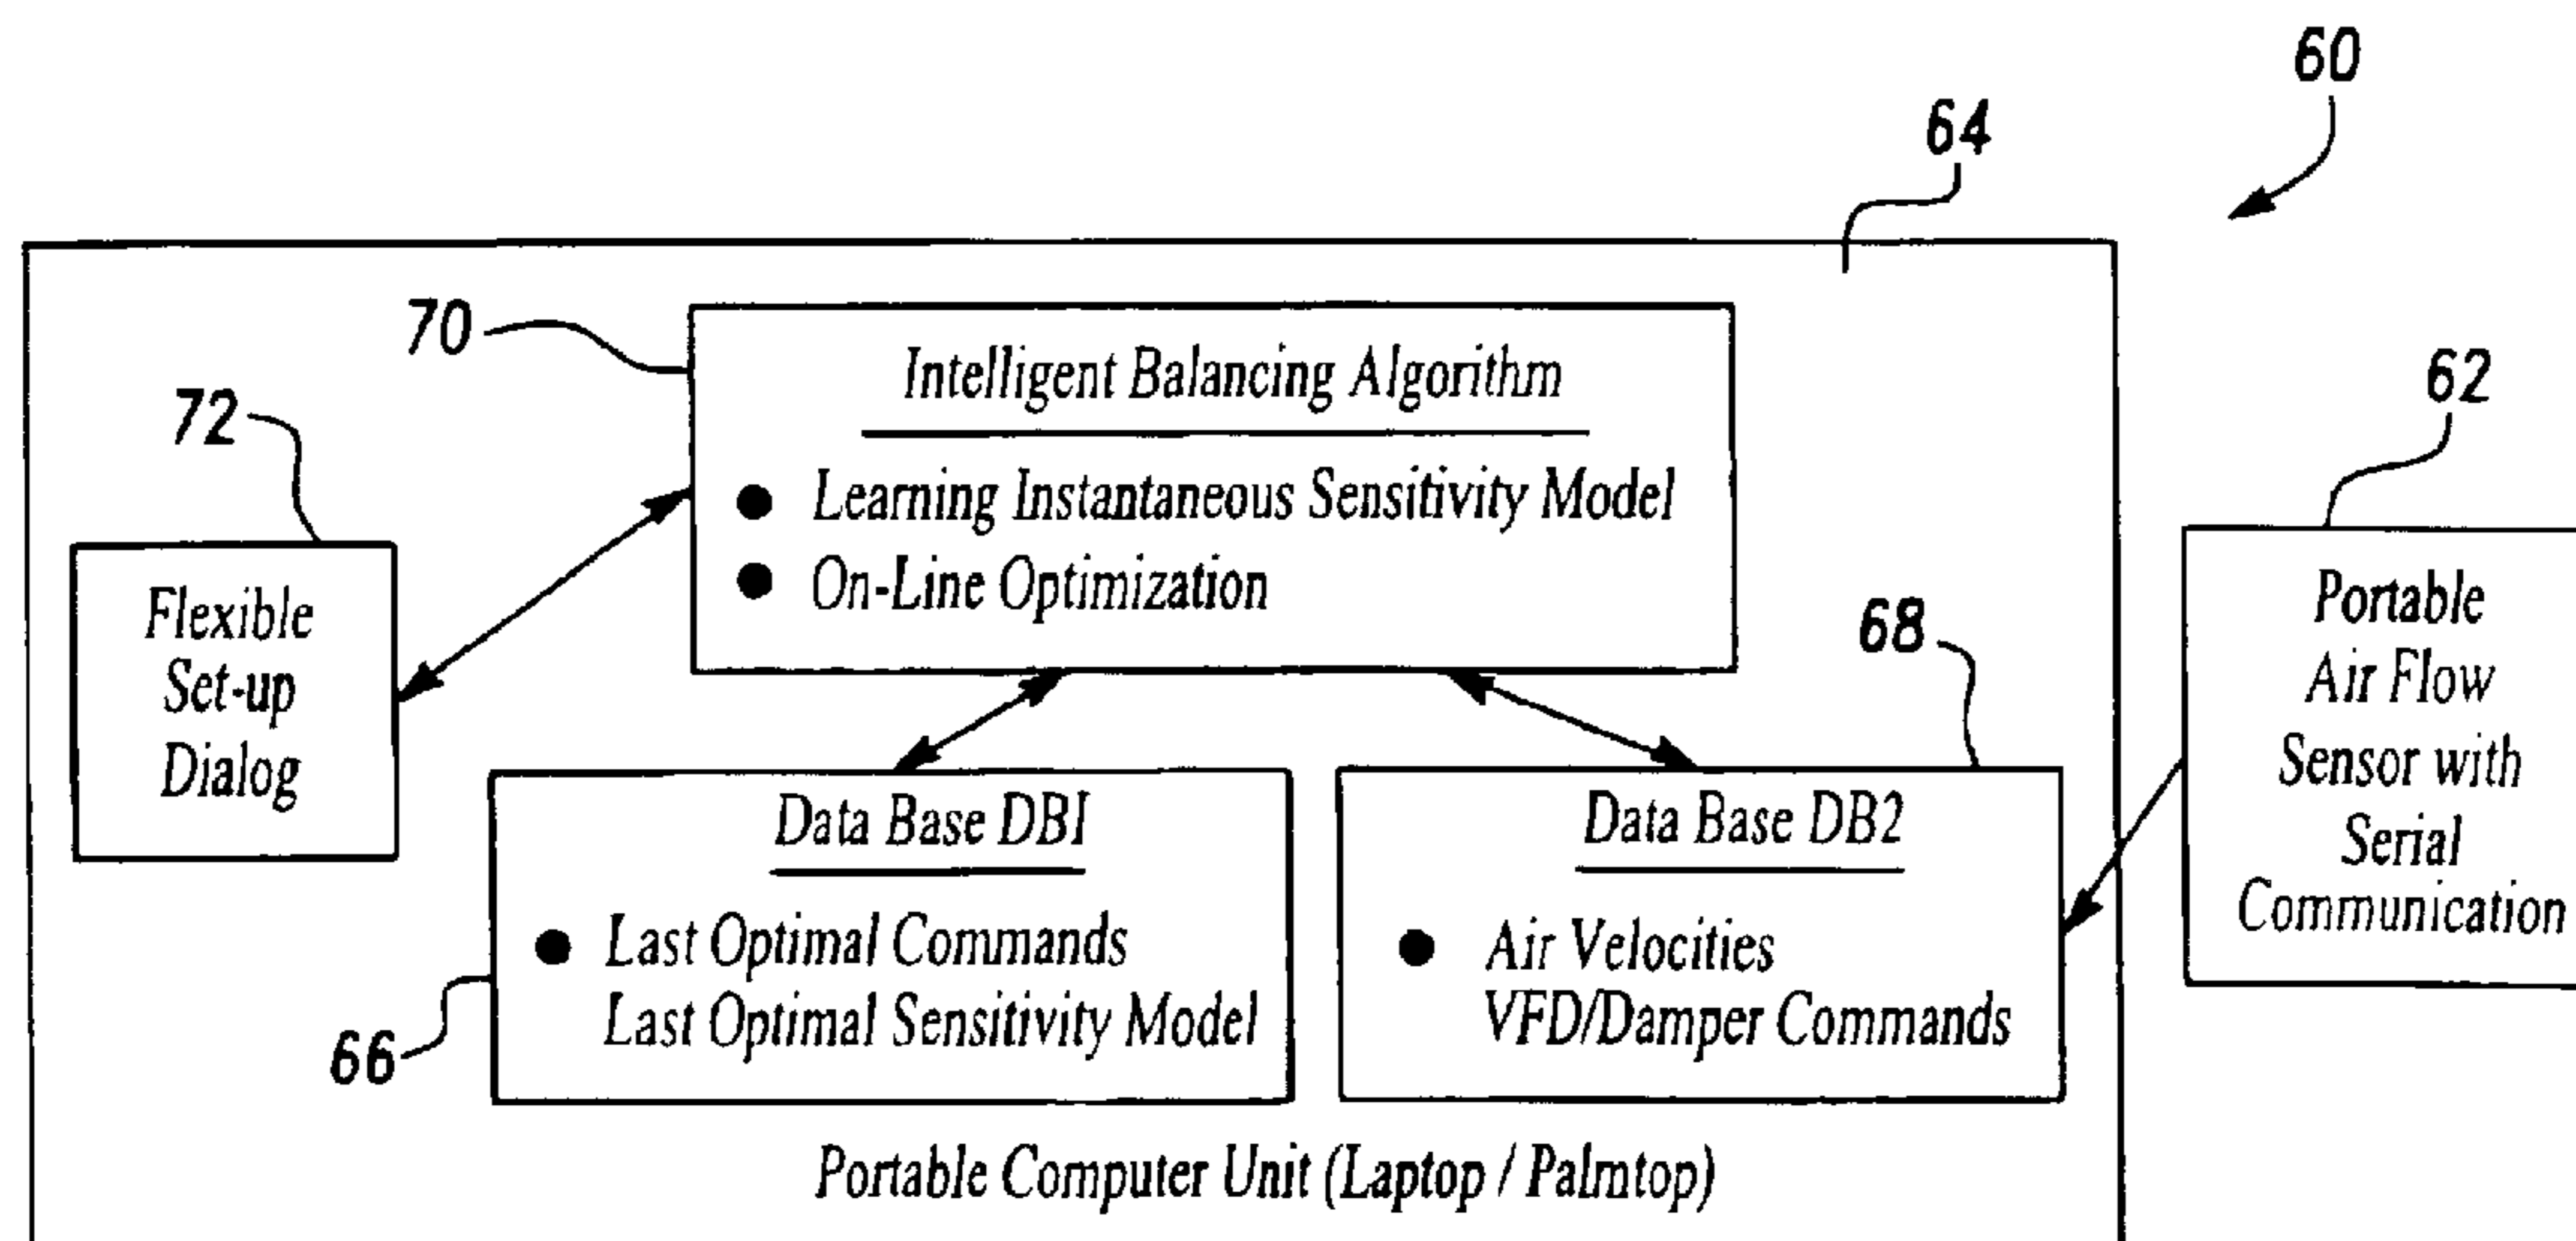 60
64
70
Intelligent Balancing Algorithm
72
62
● Learning Instantaneous Sensitivity Model
● On-Line Optimization
Flexible
Set-up
Dialog
68
Portable
Air Flow
Sensor with
Serial
Communication
Data Base DB1
● Last Optimal Commands
Last Optimal Sensitivity Model
66
Data Base DB2
● Air Velocities
VFD/Damper Commands
Portable Computer Unit (Laptop / Palmtop)